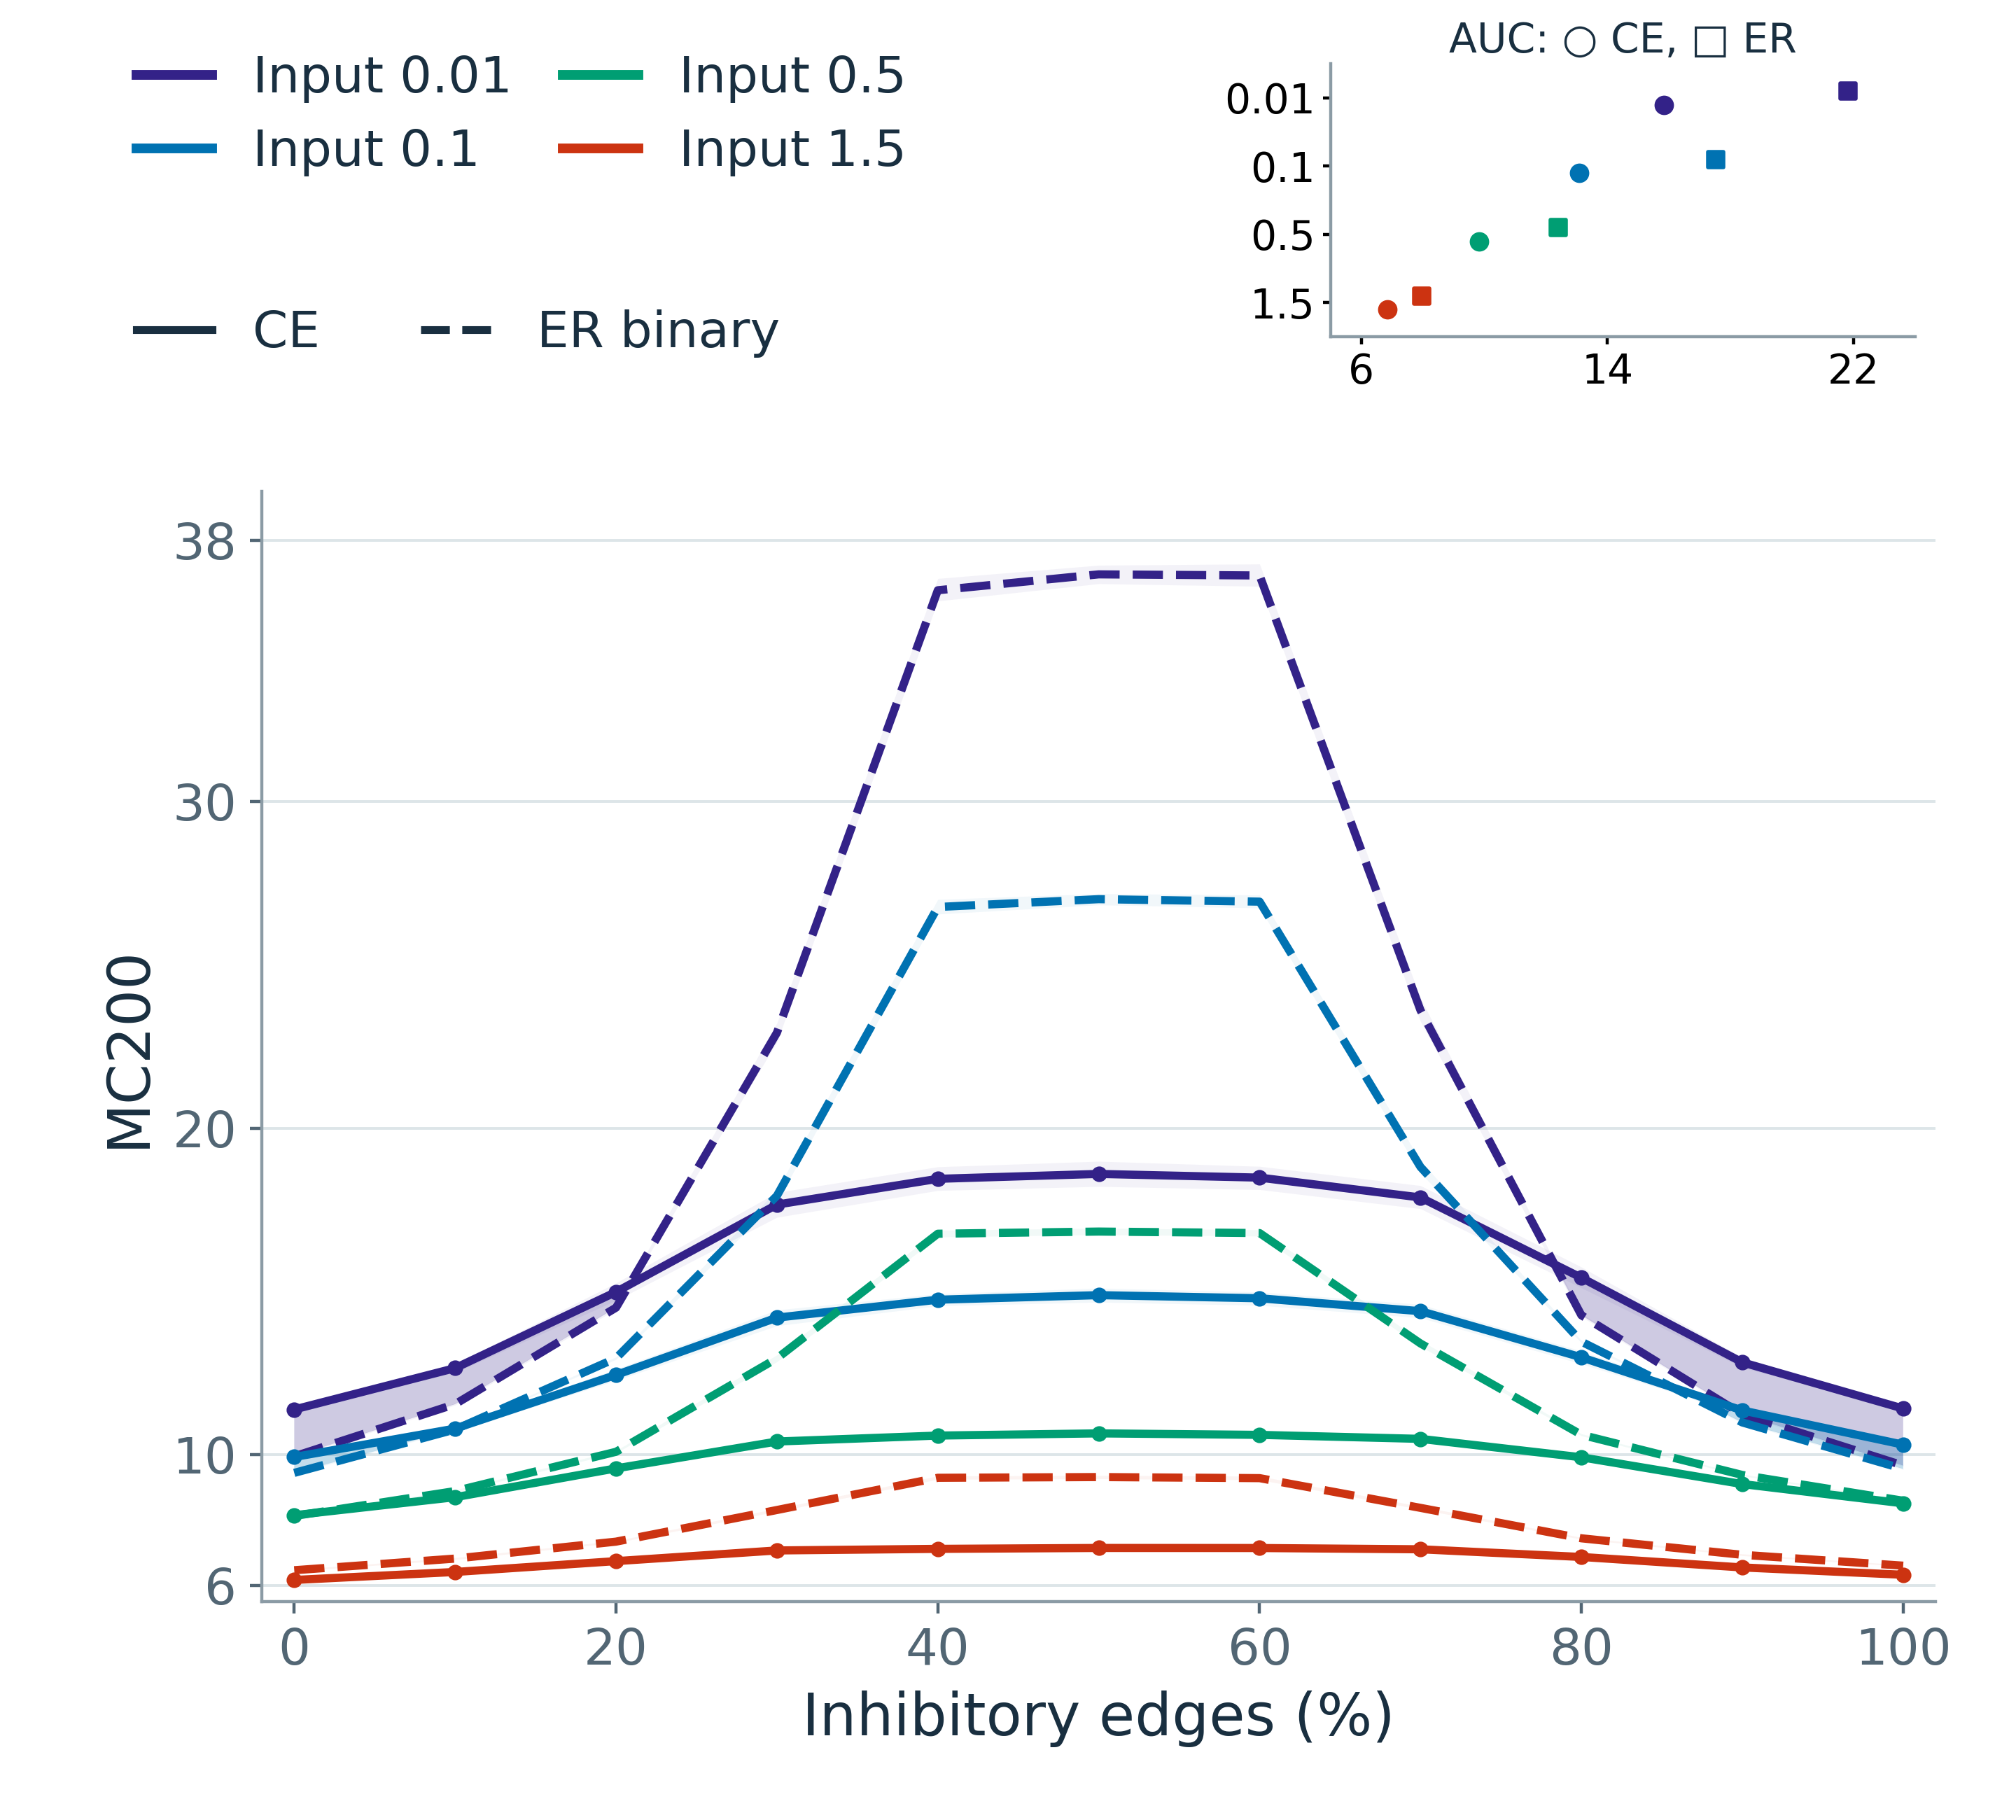 Input 0.01 Input 0.5
Input 0.1 Input 1.5
CE ER binary
AUC: ○ CE, □ ER
0.01
0.1
0.5
1.5
6 14 22
MC200
38
30
20
10
6
0 20 40 60 80 100
Inhibitory edges (%)